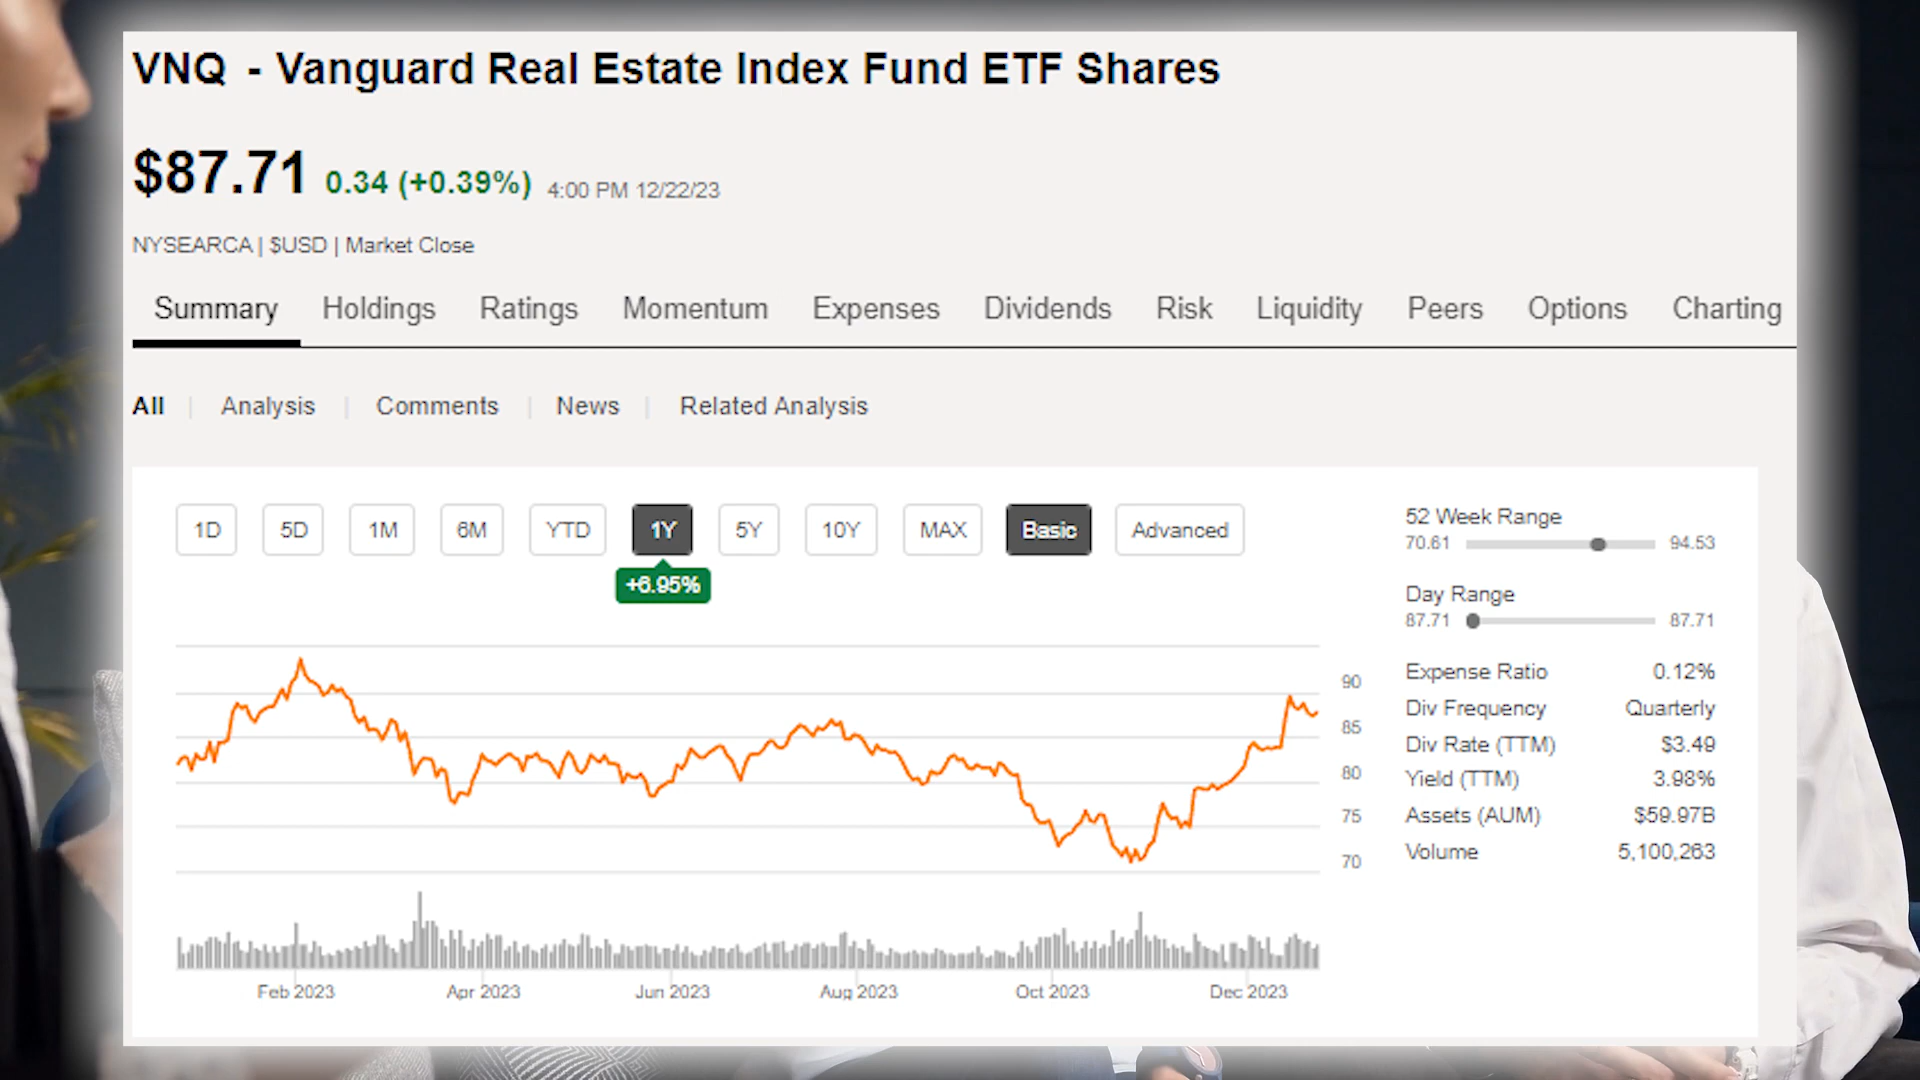 VNQ - Vanguard Real Estate Index Fund ETF Shares
$87.71 0.34 (+0.39%) 4:00 PM 12/22/23
NYSEARCA | $USD | Market Close
Summary Holdings Ratings Momentum Expenses Dividends Risk Liquidity Peers Options Charting
All | Analysis | Comments | News | Related Analysis
1D 5D 1M 6M YTD 1Y 5Y 10Y MAX Basic Advanced
+6.95%
90
85
80
75
70
Feb 2023 Apr 2023 Jun 2023 Aug 2023 Oct 2023 Dec 2023
52 Week Range
70.61 94.53
Day Range
87.71 87.71
Expense Ratio 0.12%
Div Frequency Quarterly
Div Rate (TTM) $3.49
Yield (TTM) 3.98%
Assets (AUM) $59.97B
Volume 5,100,263